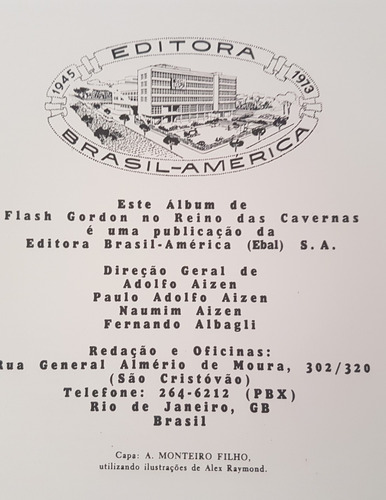 EDITORA
1945 1973
BRASIL-AMÉRICA
Este Álbum de
Flash Gordon no Reino das Cavernas
é uma publicação da
Editora Brasil-América (Ebal) S.A.
Direção Geral de
Adolfo Aizen
Paulo Adolfo Aizen
Naumim Aizen
Fernando Albagli
Redação e Oficinas:
Rua General Almério de Moura, 302/320
(São Cristóvão)
Telefone: 264-6212 (PBX)
Rio de Janeiro, GB
Brasil
Capa: A. MONTEIRO FILHO,
utilizando ilustrações de Alex Raymond.